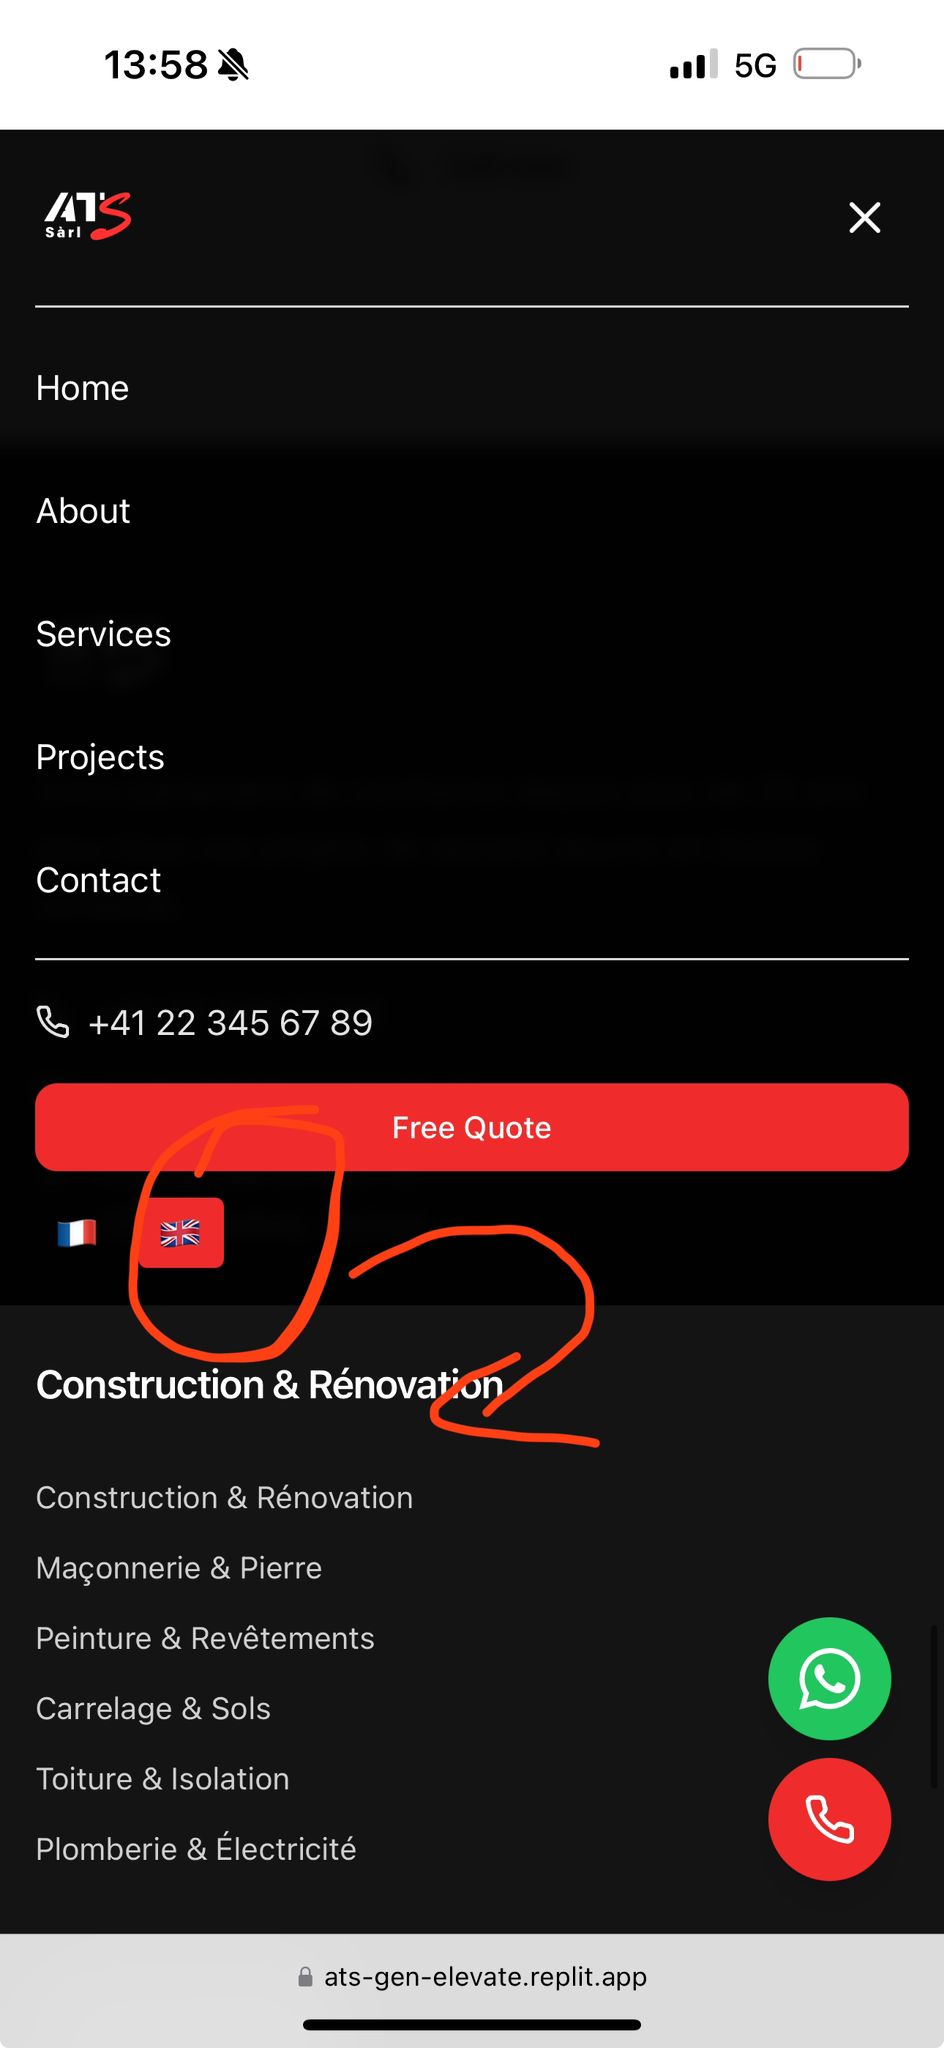 13:58
5G
ATS
Sàrl
Home
About
Services
Projects
Contact
+41 22 345 67 89
Free Quote
2
Construction & Rénovation
Construction & Rénovation
Maçonnerie & Pierre
Peinture & Revêtements
Carrelage & Sols
Toiture & Isolation
Plomberie & Électricité
ats-gen-elevate.replit.app